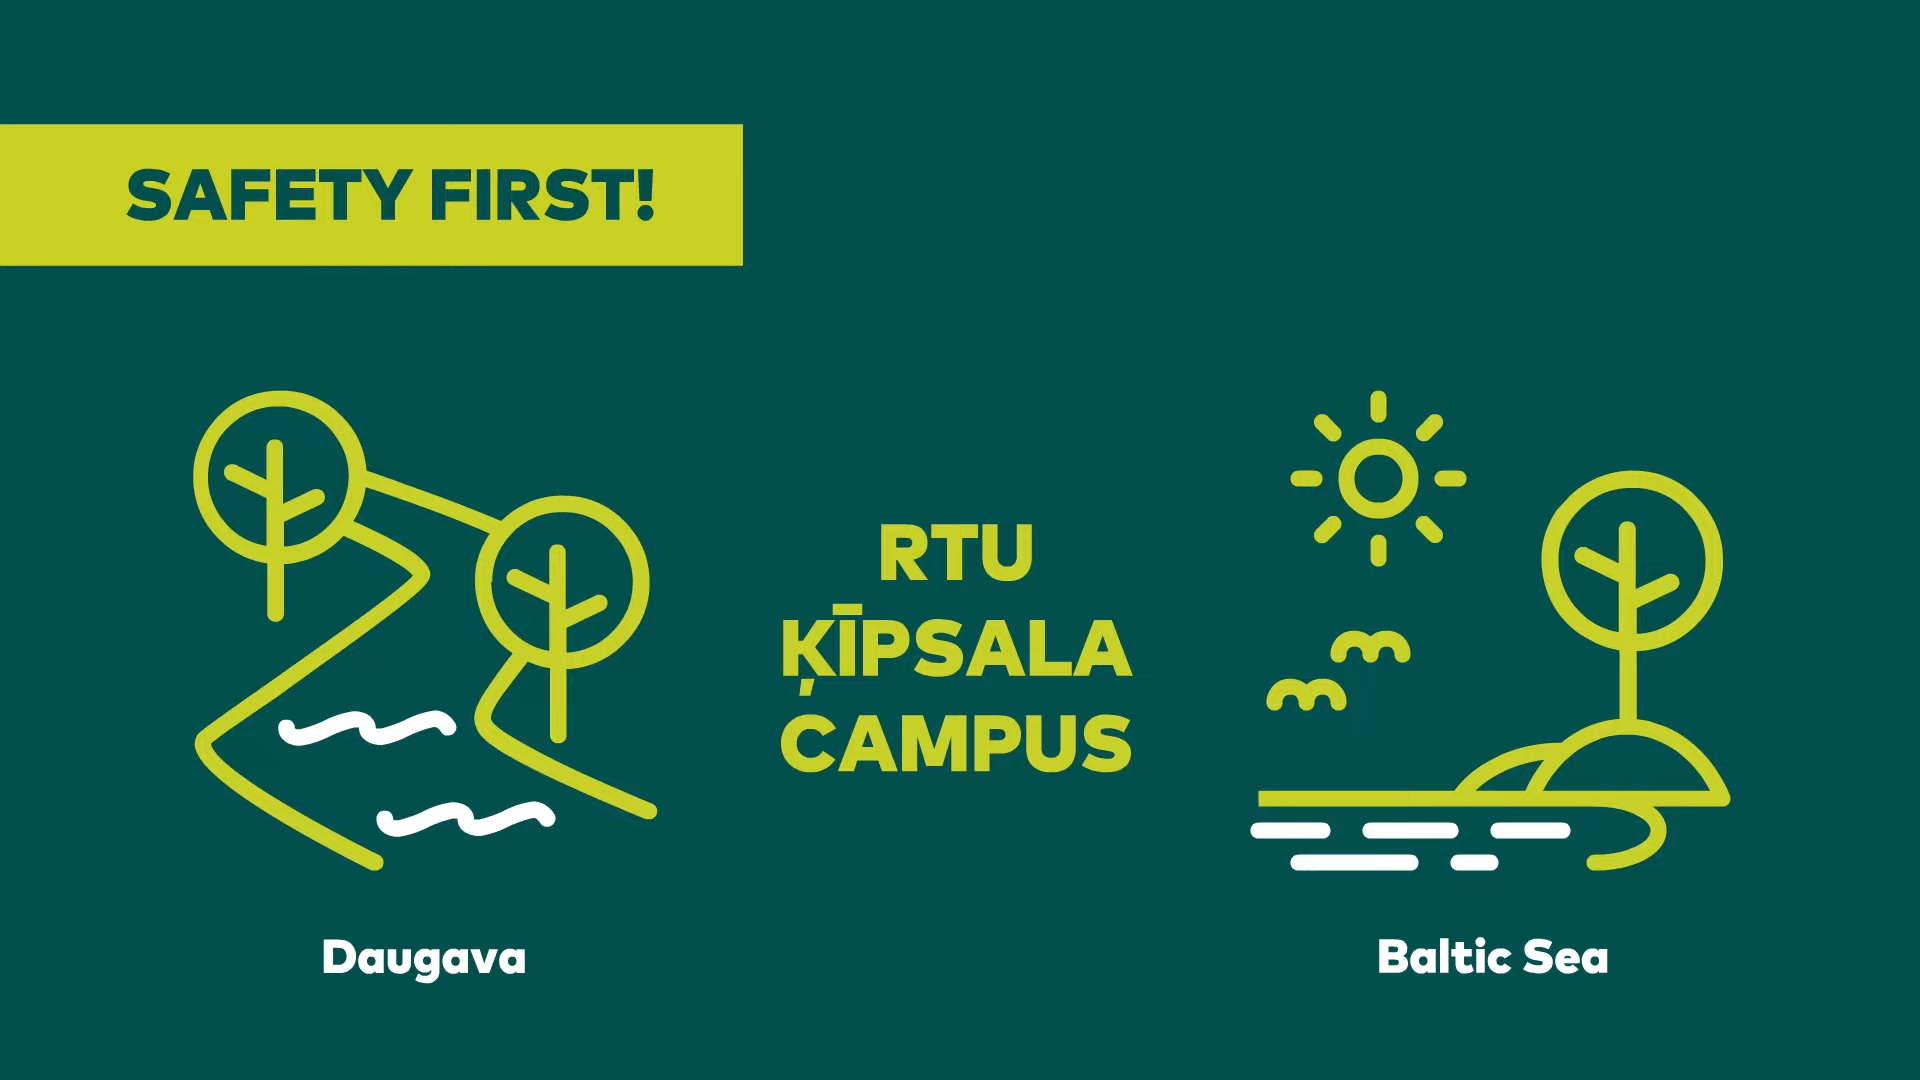 SAFETY FIRST!
RTU
ĶĪPSALA
CAMPUS
Daugava
Baltic Sea